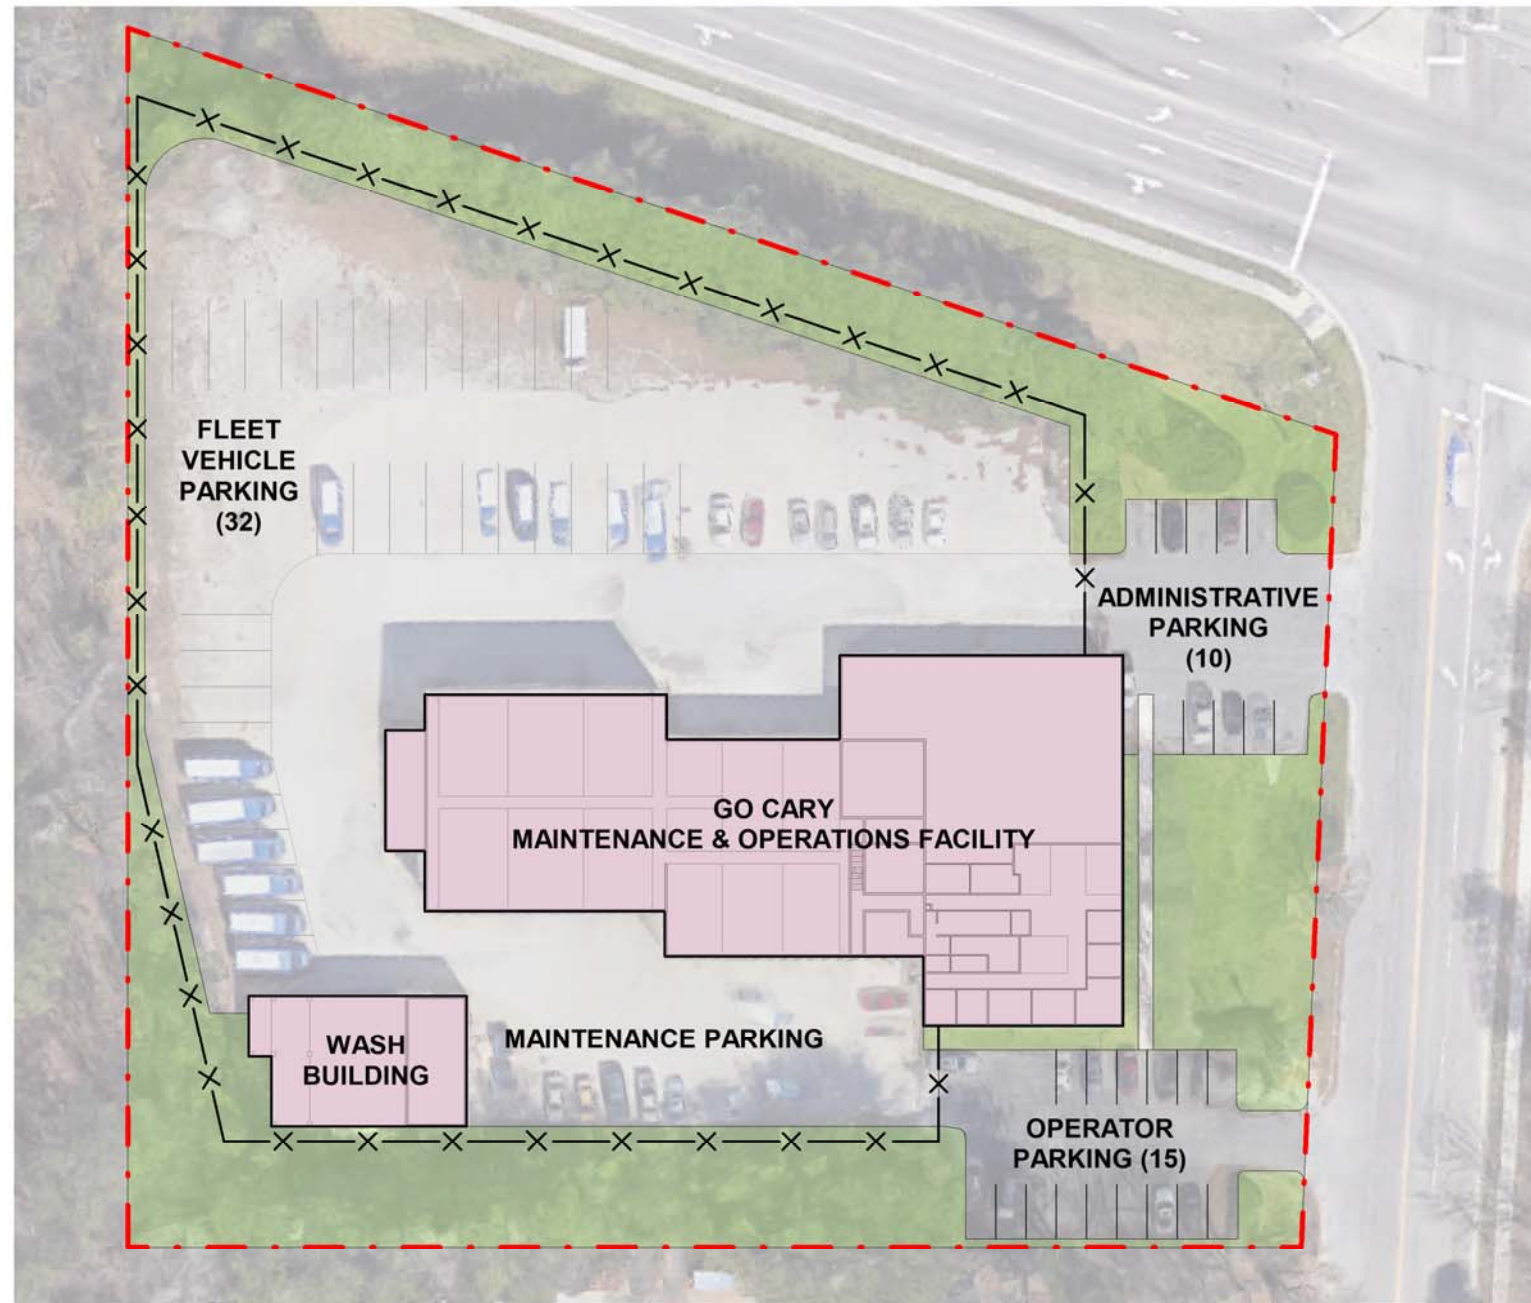 FLEET
VEHICLE
PARKING
(32)
ADMINISTRATIVE
PARKING
(10)
GO CARY
MAINTENANCE & OPERATIONS FACILITY
MAINTENANCE PARKING
WASH
BUILDING
OPERATOR
PARKING (15)